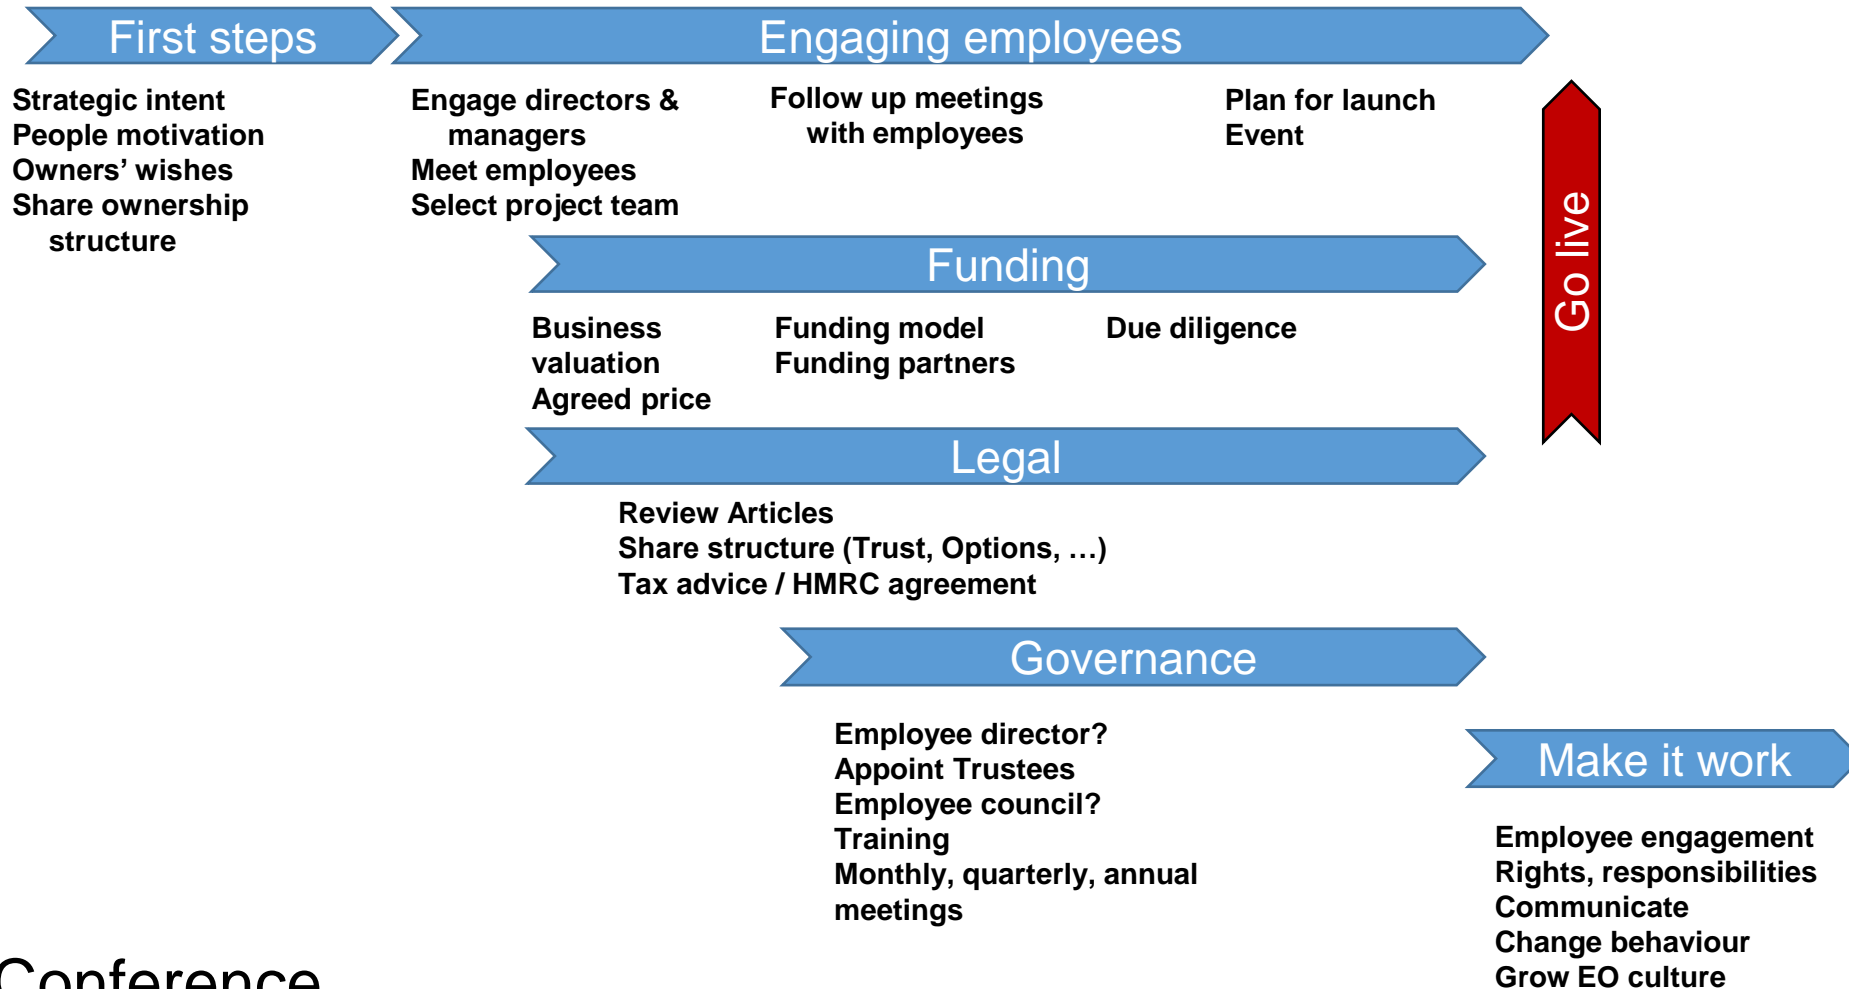 First steps
Engaging employees
Strategic intent
People motivation
Owners’ wishes
Share ownership
structure
Engage directors &
managers
Meet employees
Select project team
Follow up meetings
with employees
Plan for launch
Event
Go live
Funding
Business
valuation
Agreed price
Funding model
Funding partners
Due diligence
Legal
Review Articles
Share structure (Trust, Options, …)
Tax advice / HMRC agreement
Governance
Employee director?
Appoint Trustees
Employee council?
Training
Monthly, quarterly, annual
meetings
Make it work
Employee engagement
Rights, responsibilities
Communicate
Change behaviour
Grow EO culture
Conference